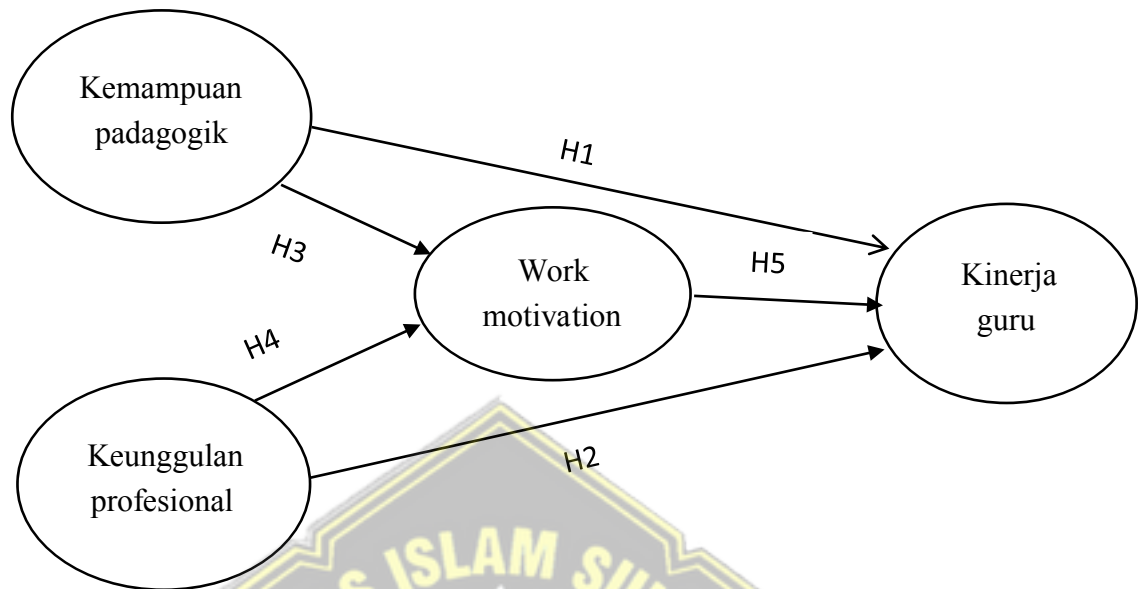 Kemampuan
padagogik
H1
H3
Work
motivation
H5
Kinerja
guru
H4
Keunggulan
profesional
H2
ISLAM